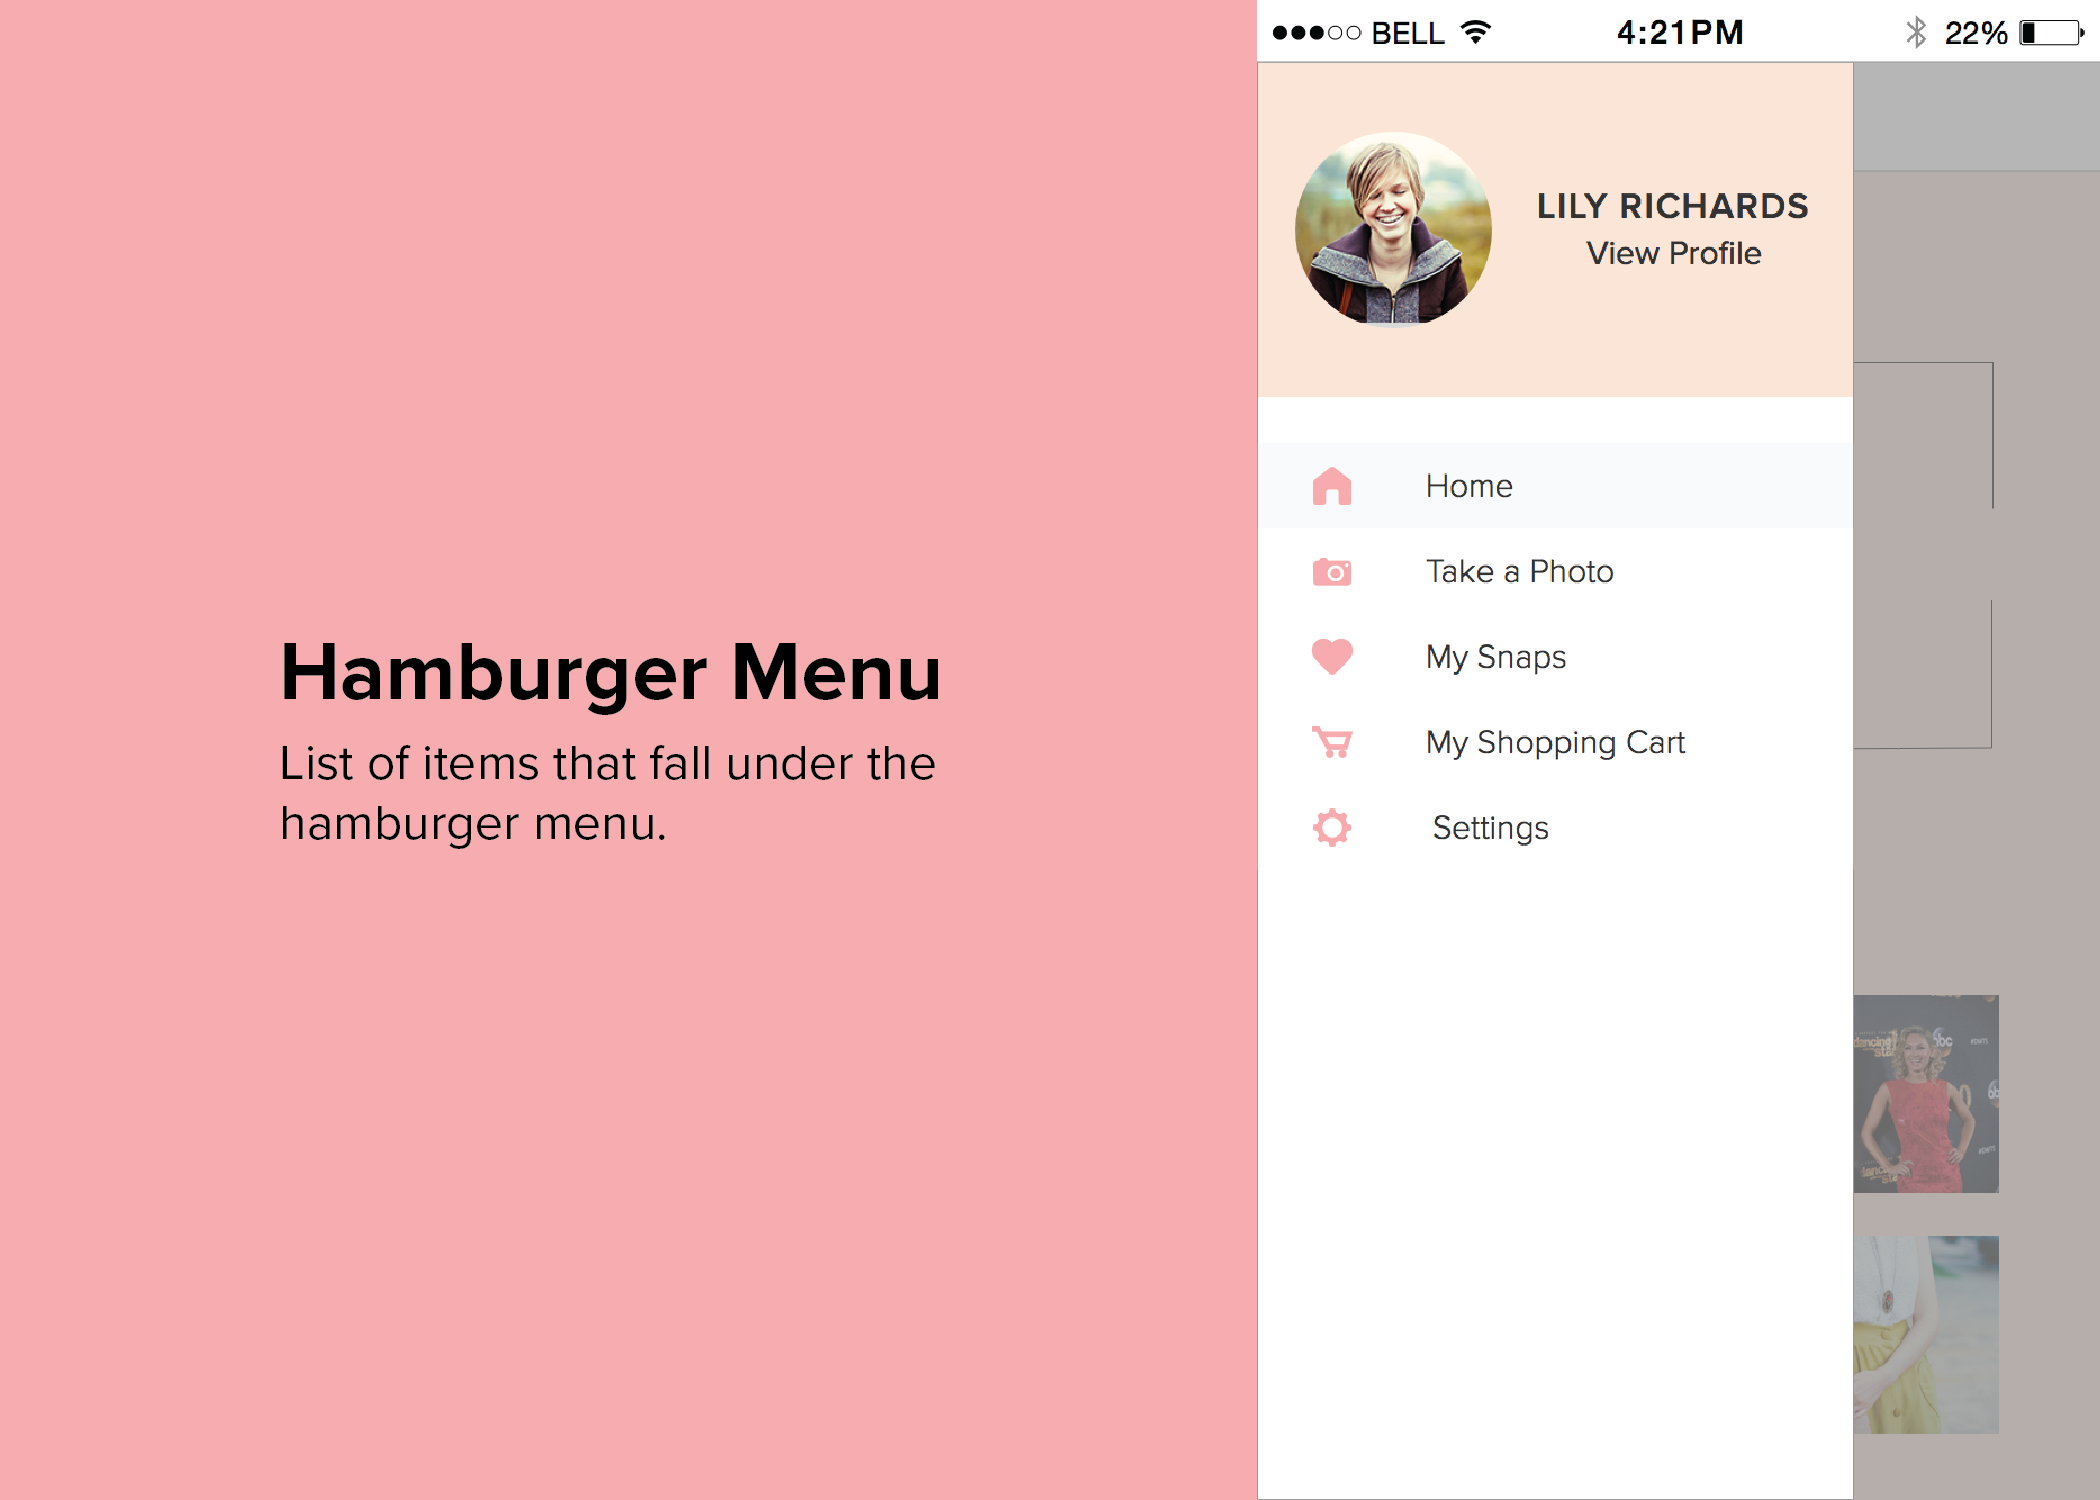 Hamburger Menu
List of items that fall under the
hamburger menu.
BELL 4:21PM 22%
LILY RICHARDS
View Profile
Home
Take a Photo
My Snaps
My Shopping Cart
Settings
abc